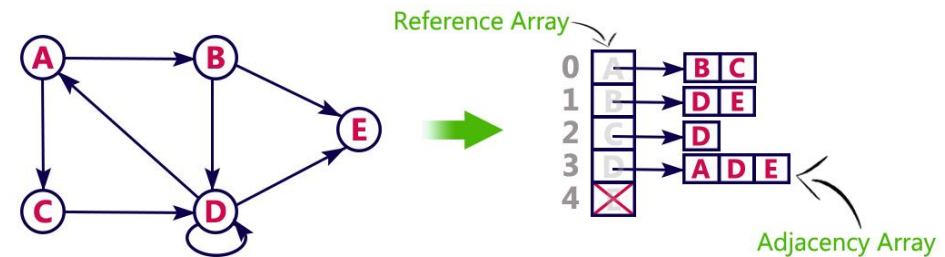 Reference Array
A B
E
C D
0 A B C
1 B D E
2 C D
3 D A D E
4 E
Adjacency Array